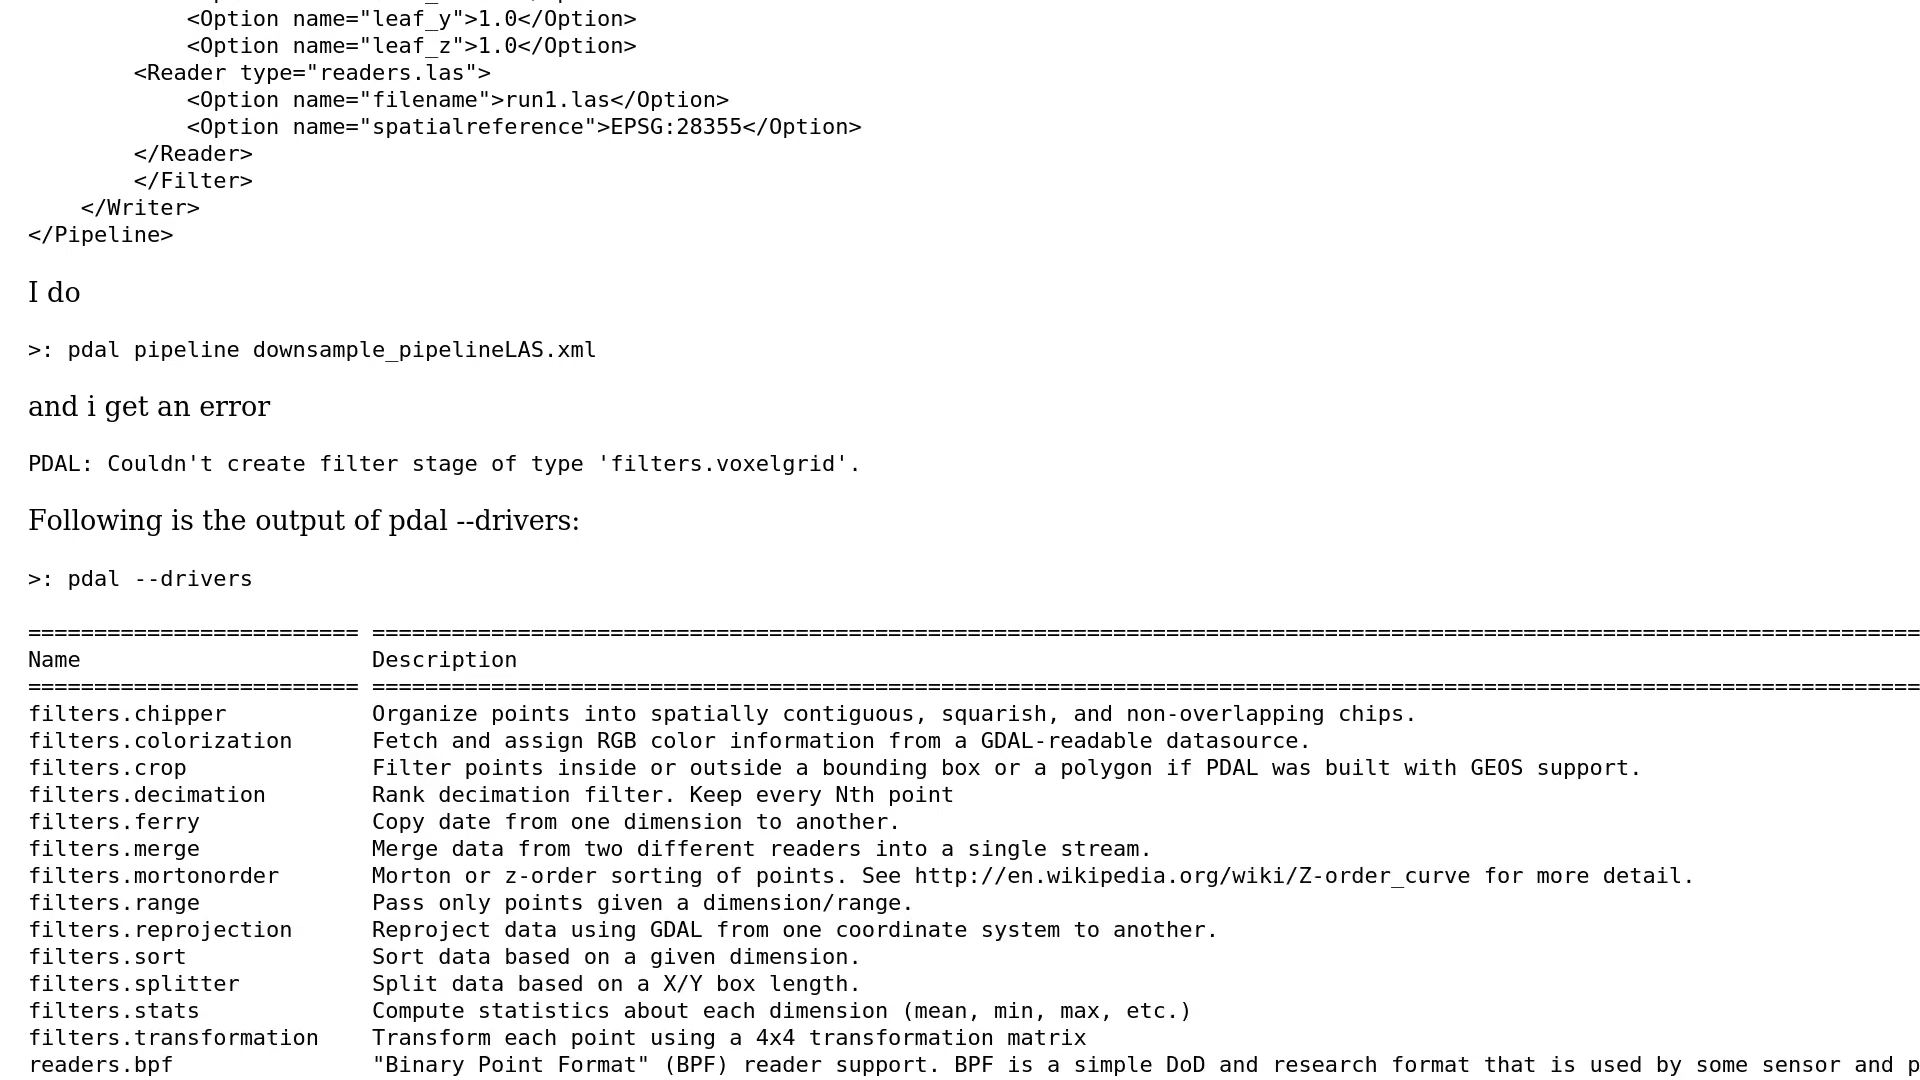 <Option name="leaf_y">1.0</Option>
<Option name="leaf_z">1.0</Option>
<Reader type="readers.las">
<Option name="filename">run1.las</Option>
<Option name="spatialreference">EPSG:28355</Option>
</Reader>
</Filter>
</Writer>
</Pipeline>
I do
>: pdal pipeline downsample_pipelineLAS.xml
and i get an error
PDAL: Couldn't create filter stage of type 'filters.voxelgrid'.
Following is the output of pdal --drivers:
>: pdal --drivers
========================= =====================================================================================================================
Name Description
========================= =====================================================================================================================
filters.chipper Organize points into spatially contiguous, squarish, and non-overlapping chips.
filters.colorization Fetch and assign RGB color information from a GDAL-readable datasource.
filters.crop Filter points inside or outside a bounding box or a polygon if PDAL was built with GEOS support.
filters.decimation Rank decimation filter. Keep every Nth point
filters.ferry Copy date from one dimension to another.
filters.merge Merge data from two different readers into a single stream.
filters.mortonorder Morton or z-order sorting of points. See http://en.wikipedia.org/wiki/Z-order_curve for more detail.
filters.range Pass only points given a dimension/range.
filters.reprojection Reproject data using GDAL from one coordinate system to another.
filters.sort Sort data based on a given dimension.
filters.splitter Split data based on a X/Y box length.
filters.stats Compute statistics about each dimension (mean, min, max, etc.)
filters.transformation Transform each point using a 4x4 transformation matrix
readers.bpf "Binary Point Format" (BPF) reader support. BPF is a simple DoD and research format that is used by some sensor and